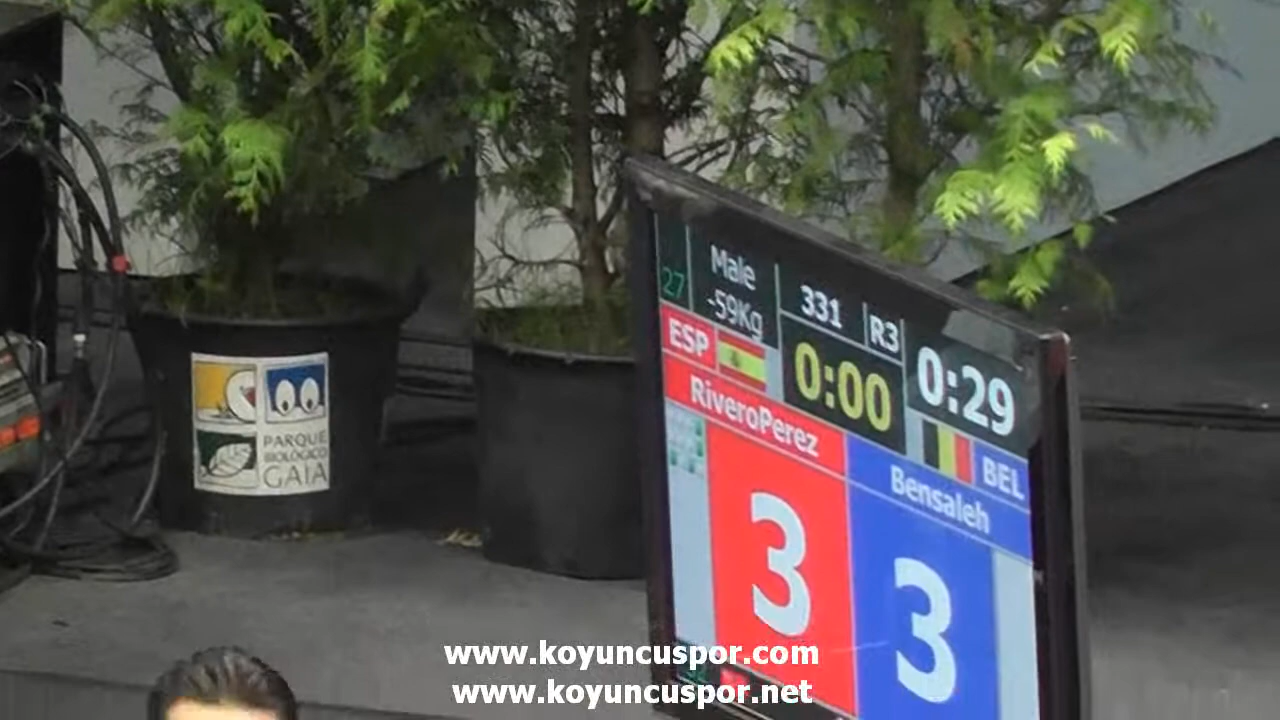 27
Male
-59Kg
331
R3
0:29
0:00
ESP
RiveroPerez
BEL
Bensaleh
3
3
PARQUE
BIOLOGICO
GAIA
www.koyuncuspor.com
www.koyuncuspor.net